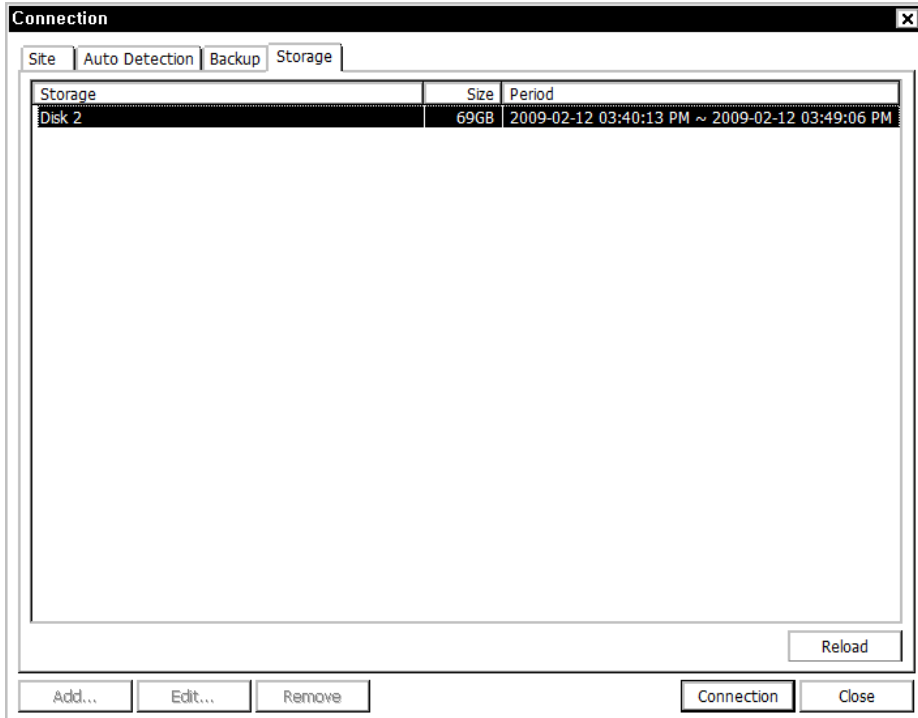 Connection
Site Auto Detection Backup Storage
Storage Size Period
Disk 2 69GB 2009-02-12 03:40:13 PM ~ 2009-02-12 03:49:06 PM
Reload
Add... Edit... Remove Connection Close